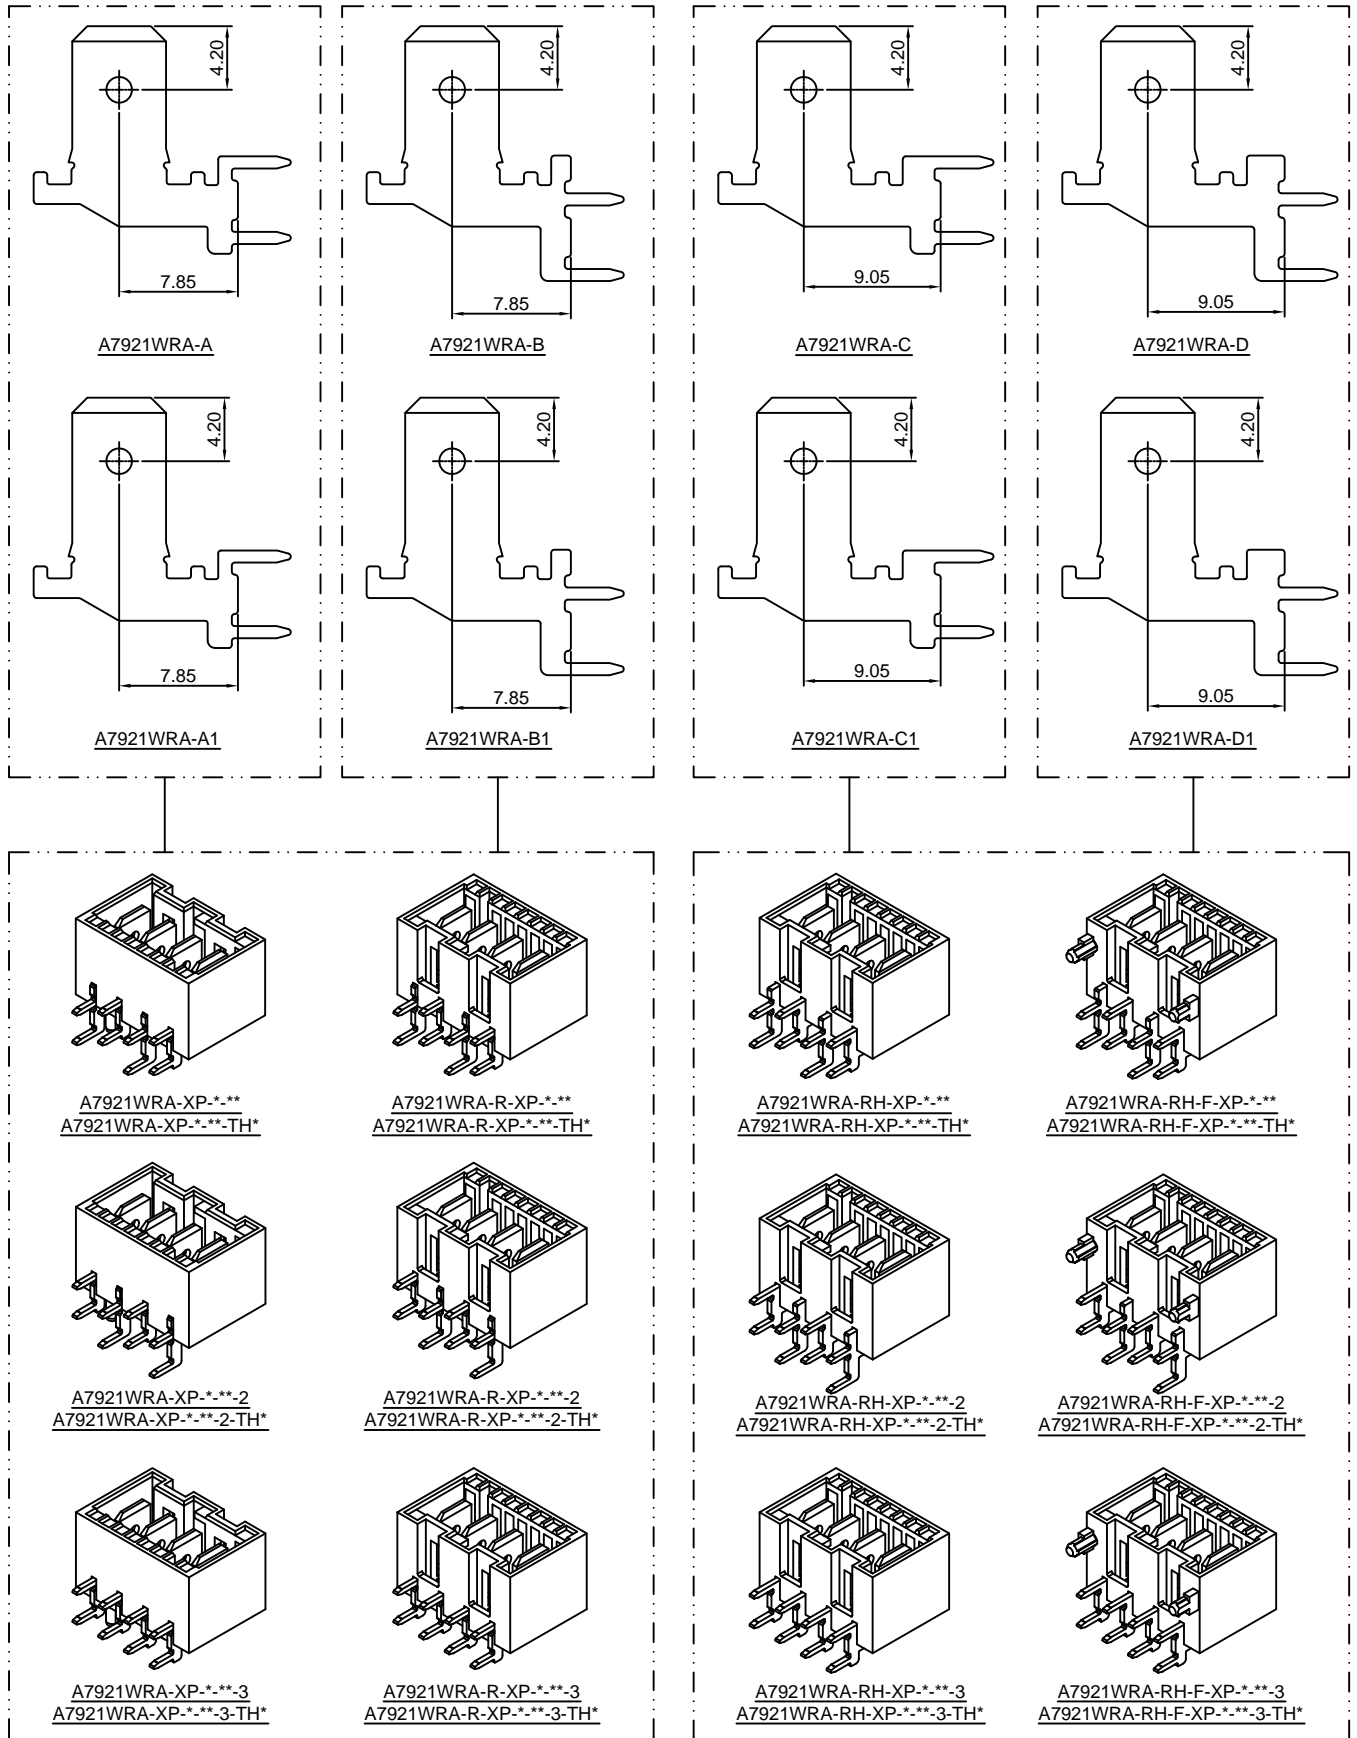 4.20
4.20
4.20
4.20
7.85
7.85
9.05
9.05
A7921WRA-A
A7921WRA-B
A7921WRA-C
A7921WRA-D
4.20
4.20
4.20
4.20
7.85
7.85
9.05
9.05
A7921WRA-A1
A7921WRA-B1
A7921WRA-C1
A7921WRA-D1
A7921WRA-XP-*-**
A7921WRA-XP-*-**-TH*
A7921WRA-R-XP-*-**
A7921WRA-R-XP-*-**-TH*
A7921WRA-RH-XP-*-**
A7921WRA-RH-XP-*-**-TH*
A7921WRA-RH-F-XP-*-**
A7921WRA-RH-F-XP-*-**-TH*
A7921WRA-XP-*-**-2
A7921WRA-XP-*-**-2-TH*
A7921WRA-R-XP-*-**-2
A7921WRA-R-XP-*-**-2-TH*
A7921WRA-RH-XP-*-**-2
A7921WRA-RH-XP-*-**-2-TH*
A7921WRA-RH-F-XP-*-**-2
A7921WRA-RH-F-XP-*-**-2-TH*
A7921WRA-XP-*-**-3
A7921WRA-XP-*-**-3-TH*
A7921WRA-R-XP-*-**-3
A7921WRA-R-XP-*-**-3-TH*
A7921WRA-RH-XP-*-**-3
A7921WRA-RH-XP-*-**-3-TH*
A7921WRA-RH-F-XP-*-**-3
A7921WRA-RH-F-XP-*-**-3-TH*